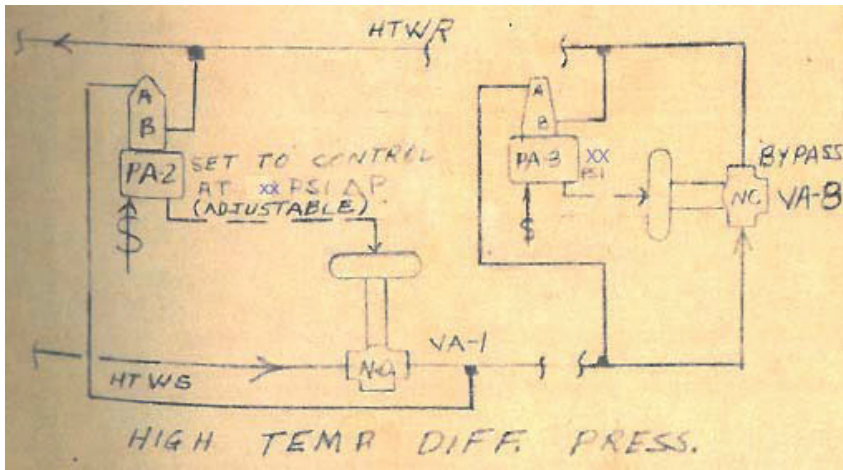 HTWR
A
B
PA-2
SET TO CONTROL
AT xx PSI ΔP
(ADJUSTABLE)
$
A
B
PA-3
XX
PSI
$
BYPASS
NC
VA-B
VA-1
N.O.
HTWS
HIGH TEMP DIFF. PRESS.